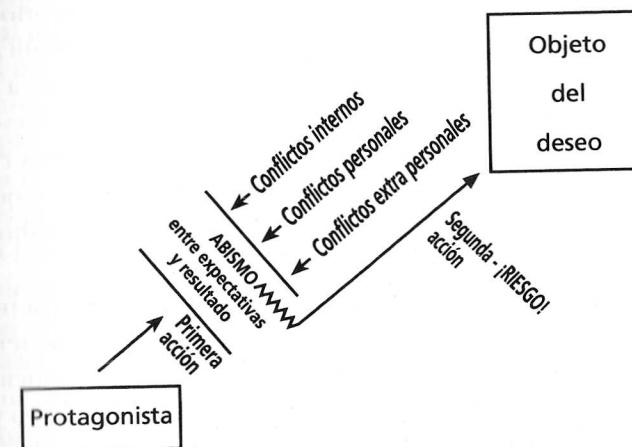 Objeto
del
deseo
Conflictos internos
Conflictos personales
Conflictos extra personales
Segunda - ¡RIESGO!
acción
ABISMO
entre expectativas
y resultado
Primera
acción
Protagonista